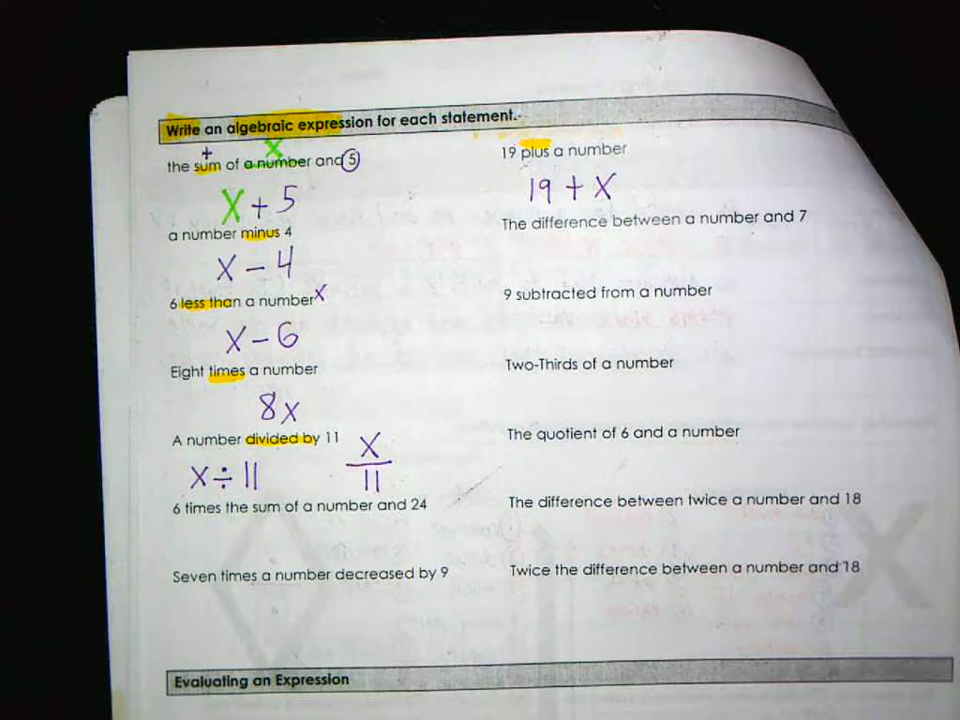 Write an algebraic expression for each statement.
+ X
the sum of a number and 5
X + 5
a number minus 4
X - 4
6 less than a number X
X - 6
Eight times a number
8X
A number divided by 11
X ÷ 11
X
11
6 times the sum of a number and 24
Seven times a number decreased by 9
19 plus a number
19 + X
The difference between a number and 7
9 subtracted from a number
Two-Thirds of a number
The quotient of 6 and a number
The difference between twice a number and 18
Twice the difference between a number and 18
Evaluating an Expression